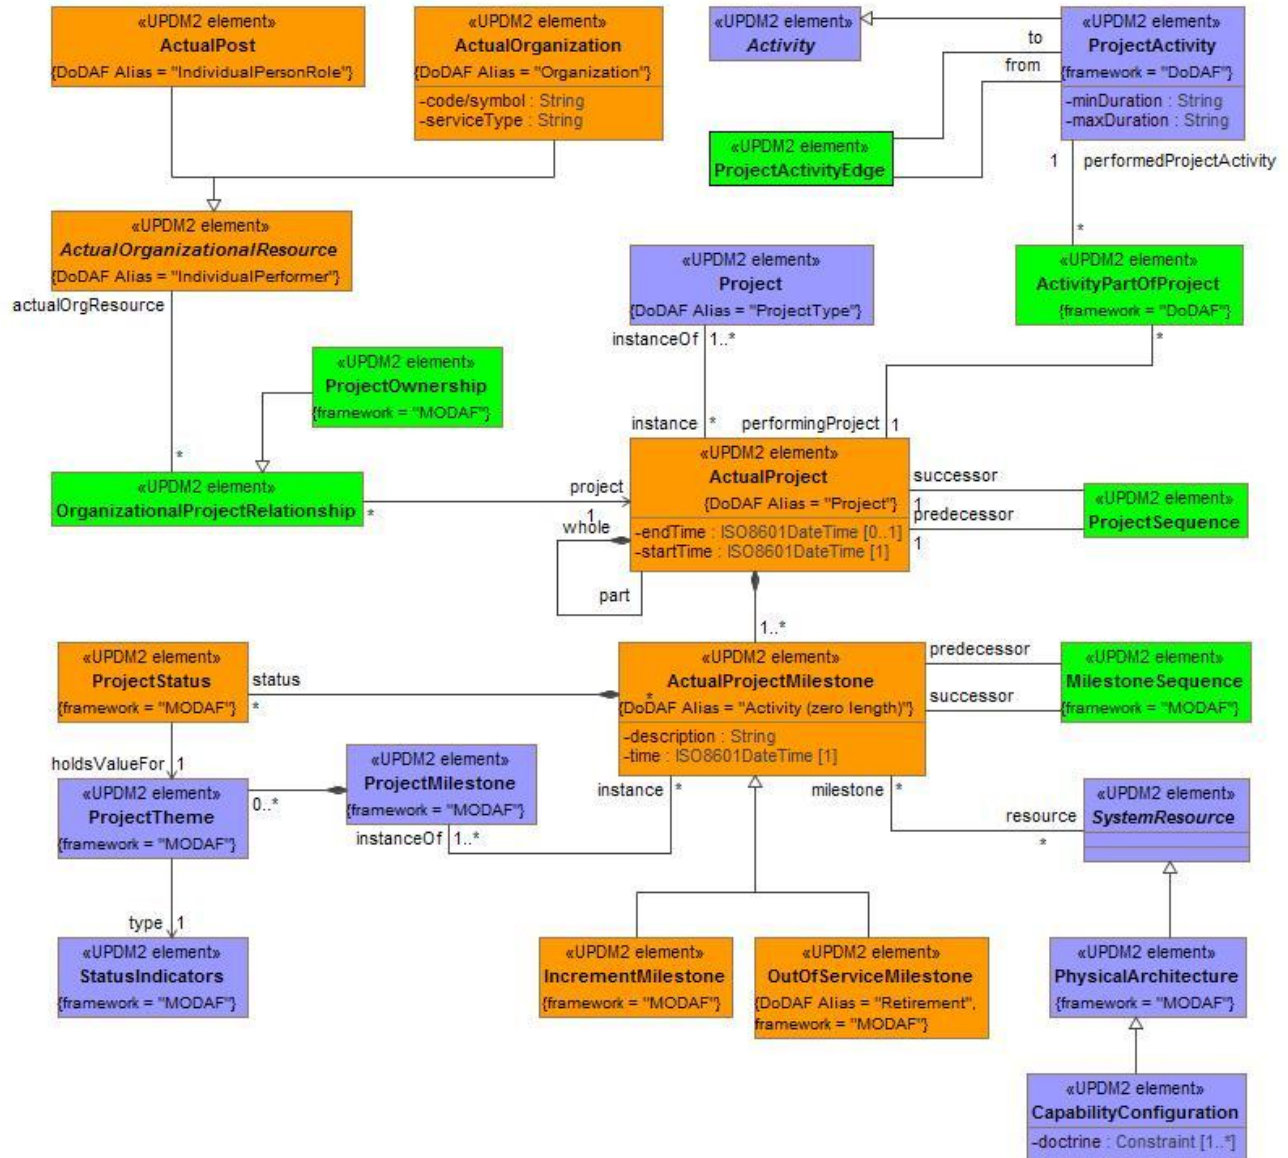 «UPDM2 element»
ActualPost
{DoDAF Alias = "IndividualPersonRole"}
«UPDM2 element»
ActualOrganization
{DoDAF Alias = "Organization"}
-code/symbol : String
-serviceType : String
«UPDM2 element»
Activity
to
from
«UPDM2 element»
ProjectActivity
{framework = "DoDAF"}
-minDuration : String
-maxDuration : String
«UPDM2 element»
ProjectActivityEdge
1 performedProjectActivity
*
«UPDM2 element»
ActualOrganizationalResource
{DoDAF Alias = "IndividualPerformer"}
actualOrgResource
«UPDM2 element»
Project
{DoDAF Alias = "ProjectType"}
instanceOf 1..*
«UPDM2 element»
ActivityPartOfProject
{framework = "DoDAF"}
*
«UPDM2 element»
ProjectOwnership
{framework = "MODAF"}
instance *
performingProject 1
*
«UPDM2 element»
OrganizationalProjectRelationship
*
project
1
«UPDM2 element»
ActualProject
{DoDAF Alias = "Project"}
-endTime : ISO8601DateTime [0..1]
-startTime : ISO8601DateTime [1]
successor
1
predecessor
1
«UPDM2 element»
ProjectSequence
whole
part
1..*
«UPDM2 element»
ProjectStatus
{framework = "MODAF"}
status
*
*
«UPDM2 element»
ActualProjectMilestone
{DoDAF Alias = "Activity (zero length)"}
-description : String
-time : ISO8601DateTime [1]
predecessor
successor
«UPDM2 element»
MilestoneSequence
{framework = "MODAF"}
holdsValueFor 1
«UPDM2 element»
ProjectTheme
{framework = "MODAF"}
0..*
«UPDM2 element»
ProjectMilestone
{framework = "MODAF"}
instanceOf 1..*
instance *
milestone *
resource
*
«UPDM2 element»
SystemResource
type 1
«UPDM2 element»
StatusIndicators
{framework = "MODAF"}
«UPDM2 element»
IncrementMilestone
{framework = "MODAF"}
«UPDM2 element»
OutOfServiceMilestone
{DoDAF Alias = "Retirement",
framework = "MODAF"}
«UPDM2 element»
PhysicalArchitecture
{framework = "MODAF"}
«UPDM2 element»
CapabilityConfiguration
-doctrine : Constraint [1..*]